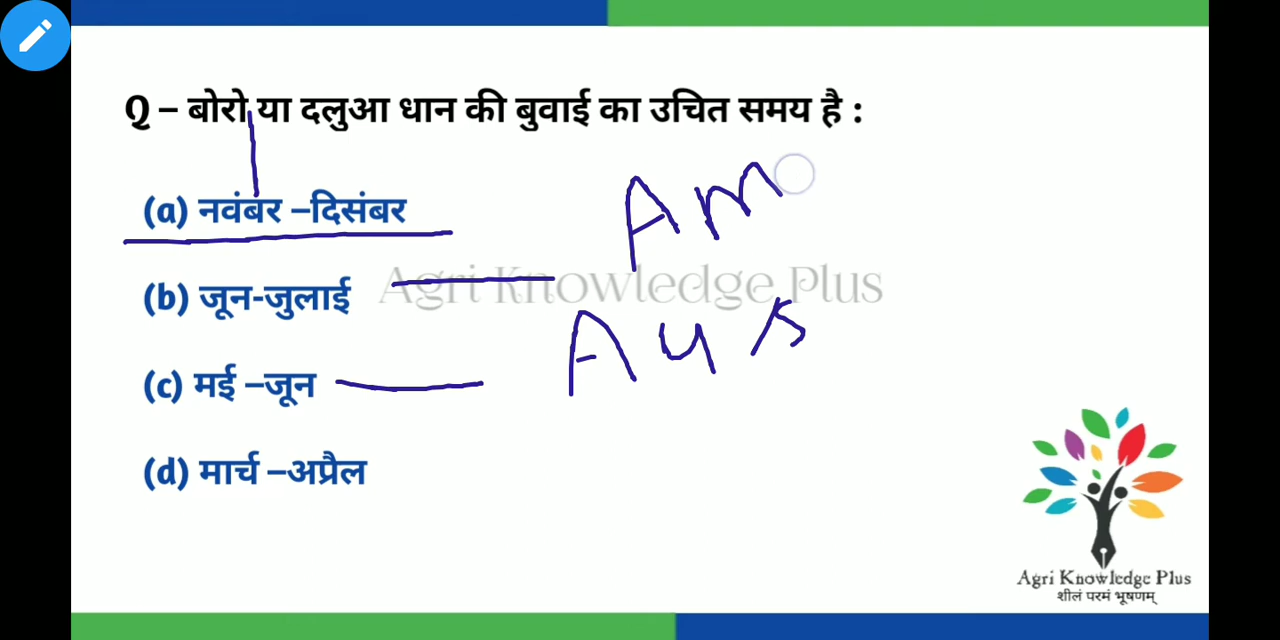 Q – बोरो या दलुआ धान की बुवाई का उचित समय है :
(a) नवंबर –दिसंबर
Am
(b) जून-जुलाई
Agri Knowledge Plus
Aus
(c) मई –जून
(d) मार्च –अप्रैल
Agri Knowledge Plus
शीलं परमं भूषणम्